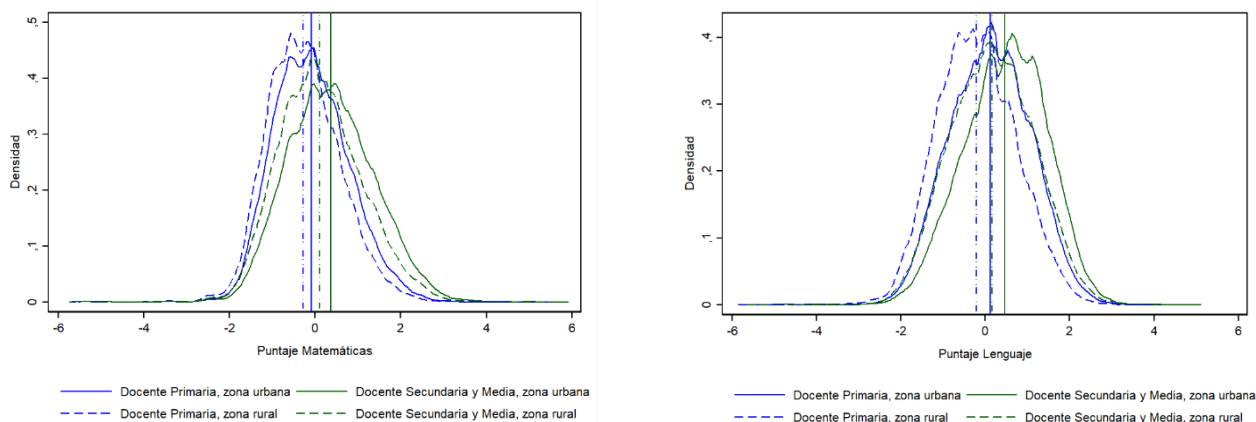 ,5
,4
,3
,2
,1
0
Densidad
-6
-4
-2
0
2
4
6
Puntaje Matemáticas
Docente Primaria, zona urbana
Docente Secundaria y Media, zona urbana
Docente Primaria, zona rural
Docente Secundaria y Media, zona rural
,4
,3
,2
,1
0
Densidad
-6
-4
-2
0
2
4
6
Puntaje Lenguaje
Docente Primaria, zona urbana
Docente Secundaria y Media, zona urbana
Docente Primaria, zona rural
Docente Secundaria y Media, zona rural